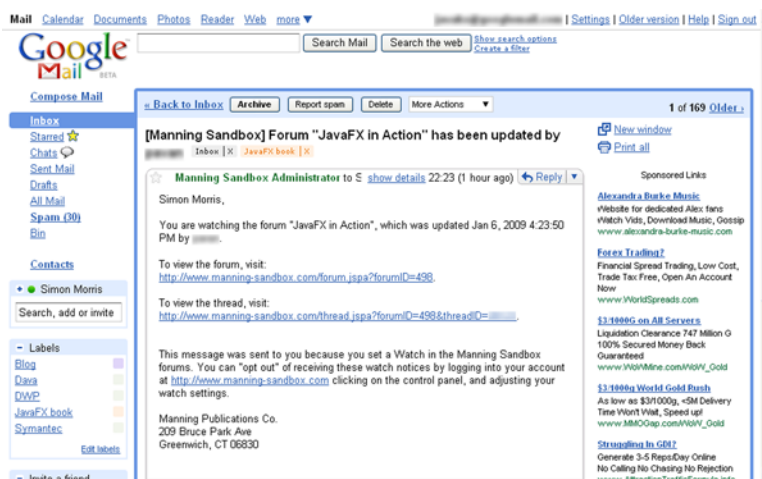 Mail Calendar Documents Photos Reader Web more ▼
| Settings | Older version | Help | Sign out
Google Mail BETA
Search Mail Search the web Show search options
Create a filter
Compose Mail
Inbox
Starred
Chats
Sent Mail
Drafts
All Mail
Spam (30)
Bin
Contacts
Simon Morris
Search, add or invite
− Labels
Blog
Dava
DWP
JavaFX book
Symantec
Edit labels
− Invite a friend
« Back to Inbox Archive Report spam Delete More Actions ▼ 1 of 169 Older ›
[Manning Sandbox] Forum "JavaFX in Action" has been updated by
Inbox | X JavaFX book | X
Manning Sandbox Administrator to S show details 22:23 (1 hour ago) Reply ▼
Simon Morris,
You are watching the forum "JavaFX in Action", which was updated Jan 6, 2009 4:23:50
PM by
To view the forum, visit:
http://www.manning-sandbox.com/forum.jspa?forumID=498.
To view the thread, visit:
http://www.manning-sandbox.com/thread.jspa?forumID=498&threadID=
This message was sent to you because you set a Watch in the Manning Sandbox
forums. You can "opt out" of receiving these watch notices by logging into your account
at http://www.manning-sandbox.com clicking on the control panel, and adjusting your
watch settings.
Manning Publications Co.
209 Bruce Park Ave
Greenwich, CT 06830
New window
Print all
Sponsored Links
Alexandra Burke Music
Website for dedicated Alex fans
Watch Vids, Download Music, Gossip
www.alexandra-burke-music.com
Forex Trading?
Financial Spread Trading, Low Cost,
Trade Tax Free, Open An Account
Now
www.WorldSpreads.com
$3/1000G on All Servers
Liquidation Clearance 747 Million G
100% Secured Money Back
Guaranteed
www.WoWMine.com/WoW_Gold
$3/1000g World Gold Rush
As low as $3/1000g, <5M Delivery
Time Won't Wait, Speed up!
www.MMOGap.com/WoW_Gold
Struggling In GDI?
Generate 3-5 Reps/Day Online
No Calling No Chasing No Rejection